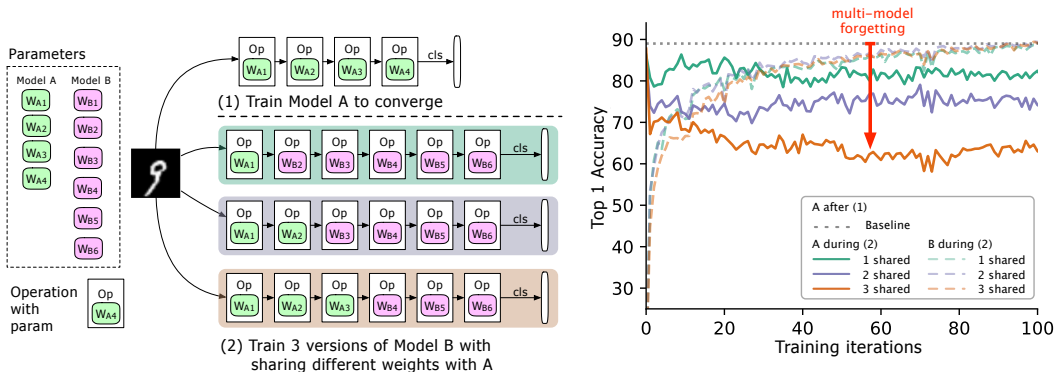 Parameters
Model A Model B
WA1 WB1
WA2 WB2
WA3 WB3
WA4 WB4
WB5
WB6
Operation
with
param
Op
WA4
Op Op Op Op
WA1 WA2 WA3 WA4 cls
(1) Train Model A to converge
Op Op Op Op Op Op
WA1 WB2 WB3 WB4 WB5 WB6 cls
Op Op Op Op Op Op
WA1 WA2 WB3 WB4 WB5 WB6 cls
Op Op Op Op Op Op
WA1 WA2 WA3 WB4 WB5 WB6 cls
(2) Train 3 versions of Model B with
sharing different weights with A
multi-model
forgetting
Top 1 Accuracy
90
80
70
60
50
40
30
A after (1)
Baseline
A during (2) B during (2)
1 shared 1 shared
2 shared 2 shared
3 shared 3 shared
0 20 40 60 80 100
Training iterations